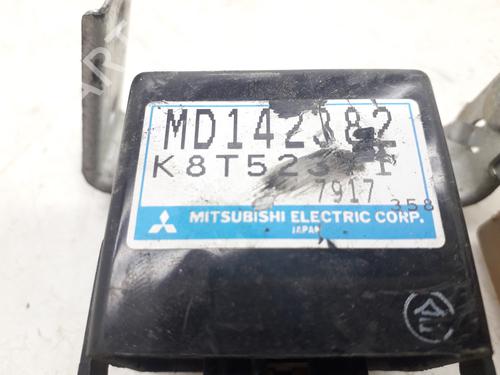 MD142382
7917
358
MITSUBISHI ELECTRIC CORP.
JAPAN